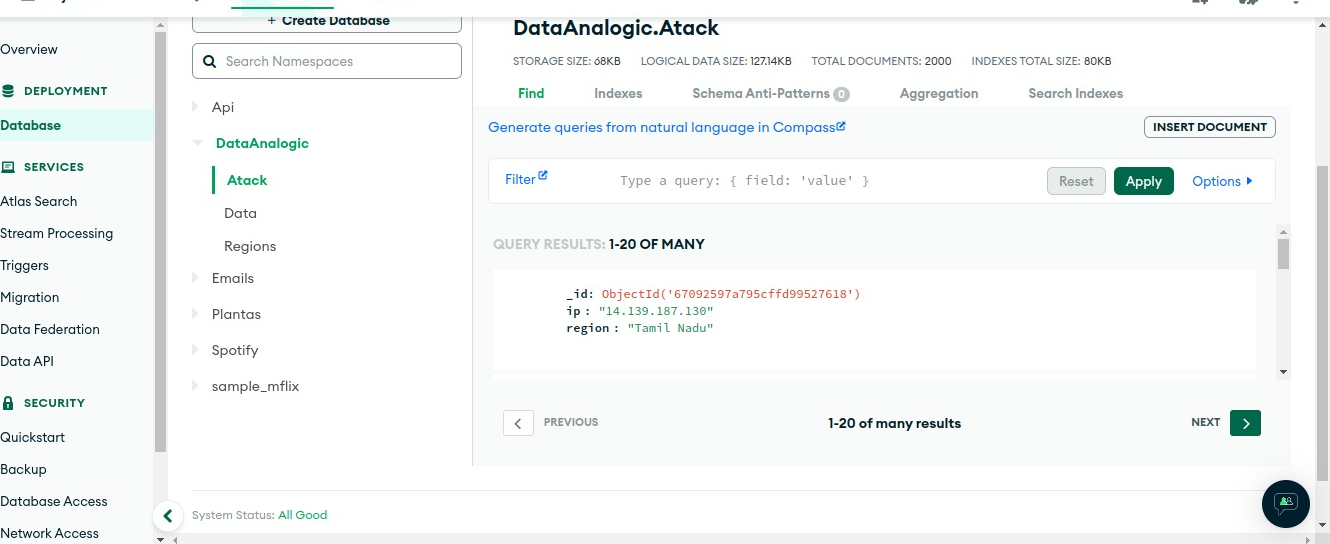 + Create Database
Search Namespaces
Overview
DEPLOYMENT
Database
SERVICES
Atlas Search
Stream Processing
Triggers
Migration
Data Federation
Data API
SECURITY
Quickstart
Backup
Database Access
Network Access
Api
DataAnalogic
Atack
Data
Regions
Emails
Plantas
Spotify
sample_mflix
DataAnalogic.Atack
STORAGE SIZE: 68KB LOGICAL DATA SIZE: 127.14KB TOTAL DOCUMENTS: 2000 INDEXES TOTAL SIZE: 80KB
Find Indexes Schema Anti-Patterns 0 Aggregation Search Indexes
Generate queries from natural language in Compass
INSERT DOCUMENT
Filter Type a query: { field: 'value' } Reset Apply Options
QUERY RESULTS: 1-20 OF MANY
_id: ObjectId('67092597a795cffd99527618')
ip : "14.139.187.130"
region : "Tamil Nadu"
PREVIOUS 1-20 of many results NEXT
System Status: All Good